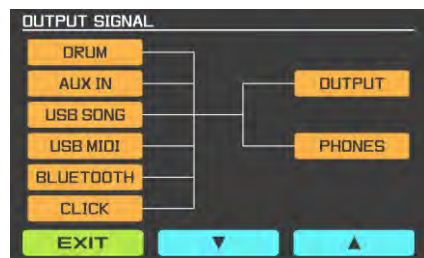 OUTPUT SIGNAL
DRUM
AUX IN
USB SONG
USB MIDI
BLUETOOTH
CLICK
OUTPUT
PHONES
EXIT ▼ ▲